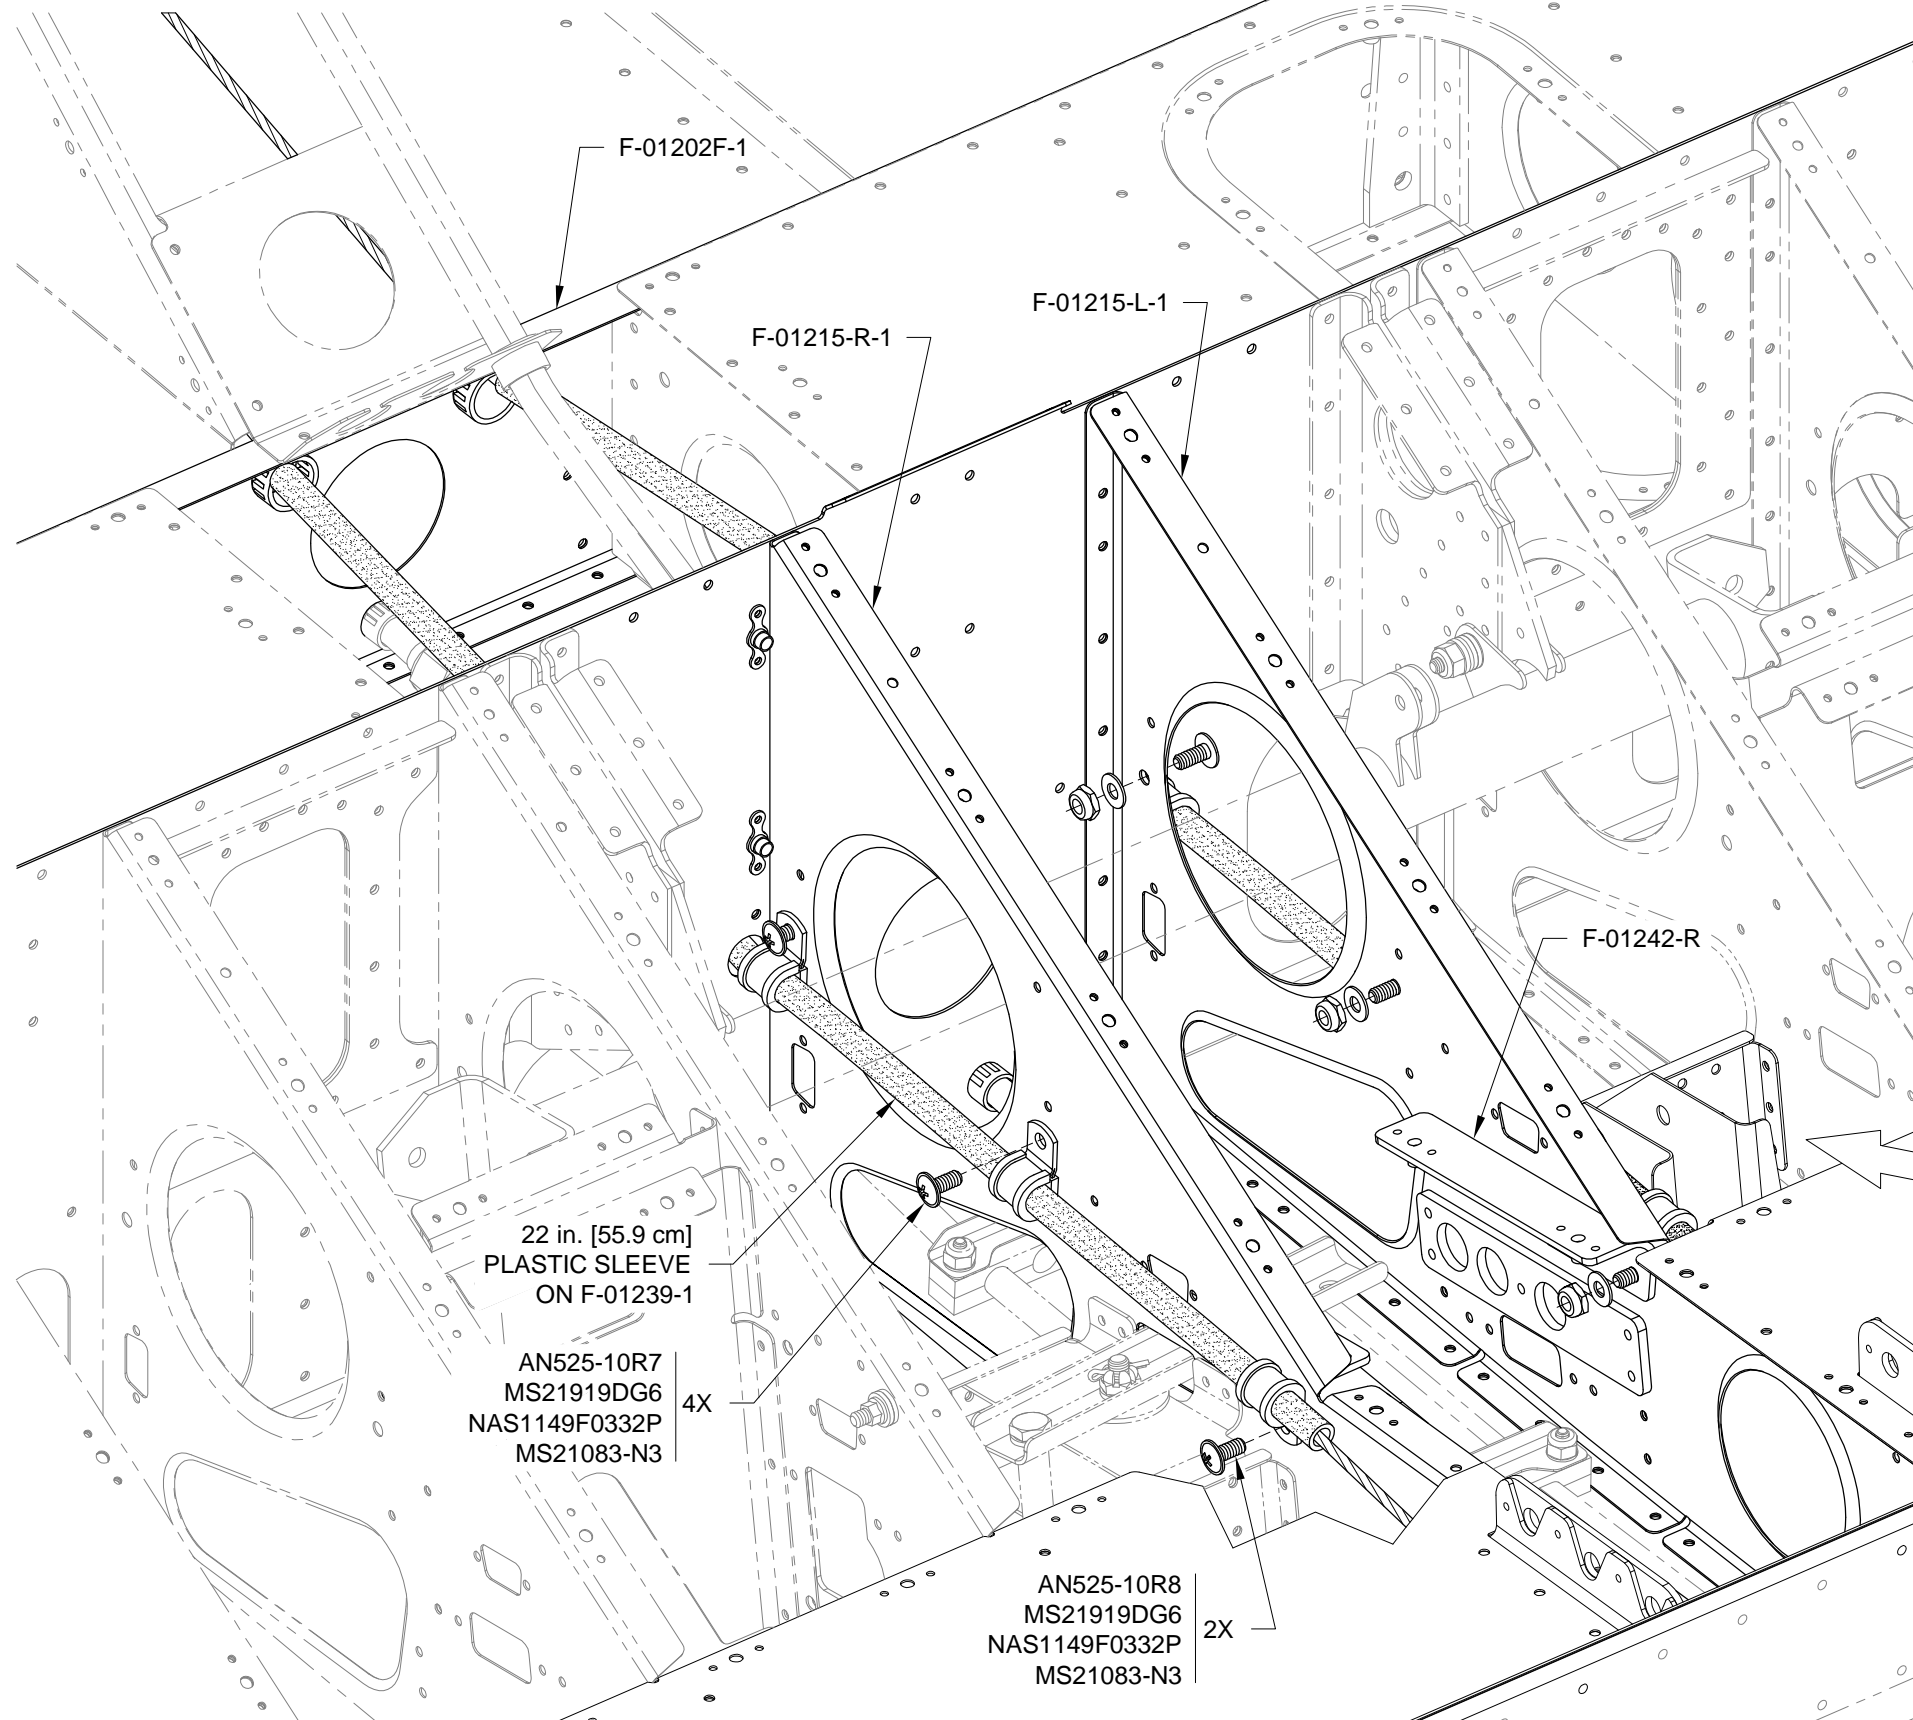 F-01202F-1
F-01215-R-1
F-01215-L-1
F-01242-R
22 in. [55.9 cm]
PLASTIC SLEEVE
ON F-01239-1
AN525-10R7
MS21919DG6
NAS1149F0332P
MS21083-N3
4X
AN525-10R8
MS21919DG6
NAS1149F0332P
MS21083-N3
2X